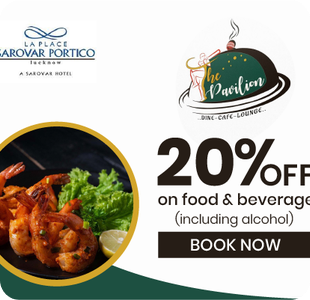 LA PLACE
SAROVAR PORTICO
lucknow
A SAROVAR HOTEL
The
Pavilion
..DINE-CAFE-LOUNGE...
20% OFF
on food & beverage
(including alcohol)
BOOK NOW